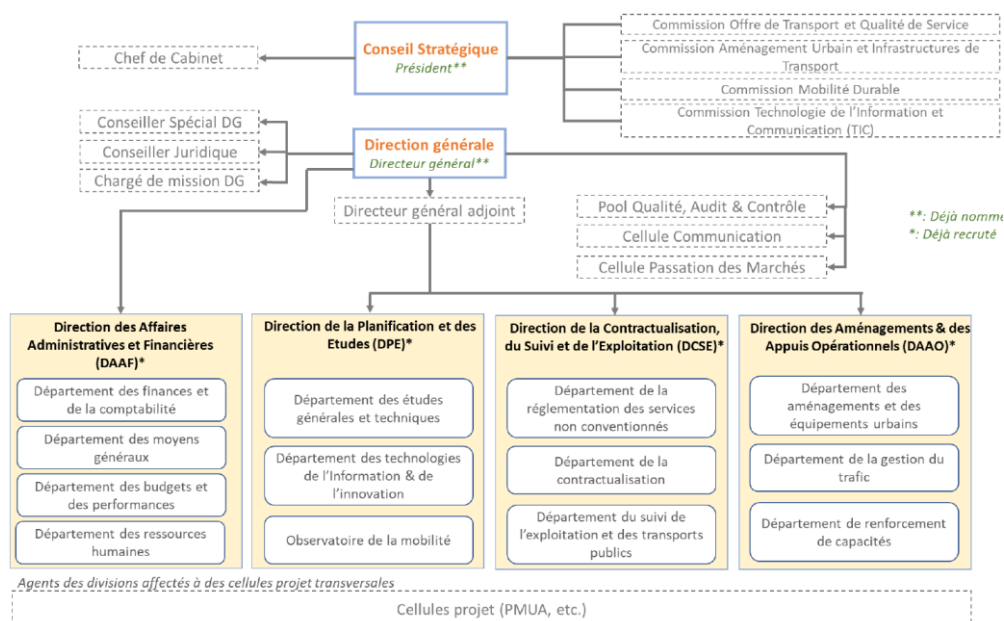 Conseil Stratégique
Président**
Chef de Cabinet
Commission Offre de Transport et Qualité de Service
Commission Aménagement Urbain et Infrastructures de
Transport
Commission Mobilité Durable
Commission Technologie de l'Information et
Communication (TIC)
Conseiller Spécial DG
Conseiller Juridique
Chargé de mission DG
Direction générale
Directeur général**
Directeur général adjoint
Pool Qualité, Audit & Contrôle
Cellule Communication
Cellule Passation des Marchés
**: Déjà nommé
*: Déjà recruté
Direction des Affaires
Administratives et Financières
(DAAF)*
Département des finances et
de la comptabilité
Département des moyens
généraux
Département des budgets et
des performances
Département des ressources
humaines
Direction de la Planification et des
Etudes (DPE)*
Département des études
générales et techniques
Département des technologies
de l'Information & de
l'innovation
Observatoire de la mobilité
Direction de la Contractualisation,
du Suivi et de l'Exploitation (DCSE)*
Département de la
réglementation des services
non conventionnés
Département de la
contractualisation
Département du suivi de
l'exploitation et des transports
publics
Direction des Aménagements & des
Appuis Opérationnels (DAAO)*
Département des
aménagements et des
équipements urbains
Département de la gestion du
trafic
Département de renforcement
de capacités
Agents des divisions affectés à des cellules projet transversales
Cellules projet (PMUA, etc.)